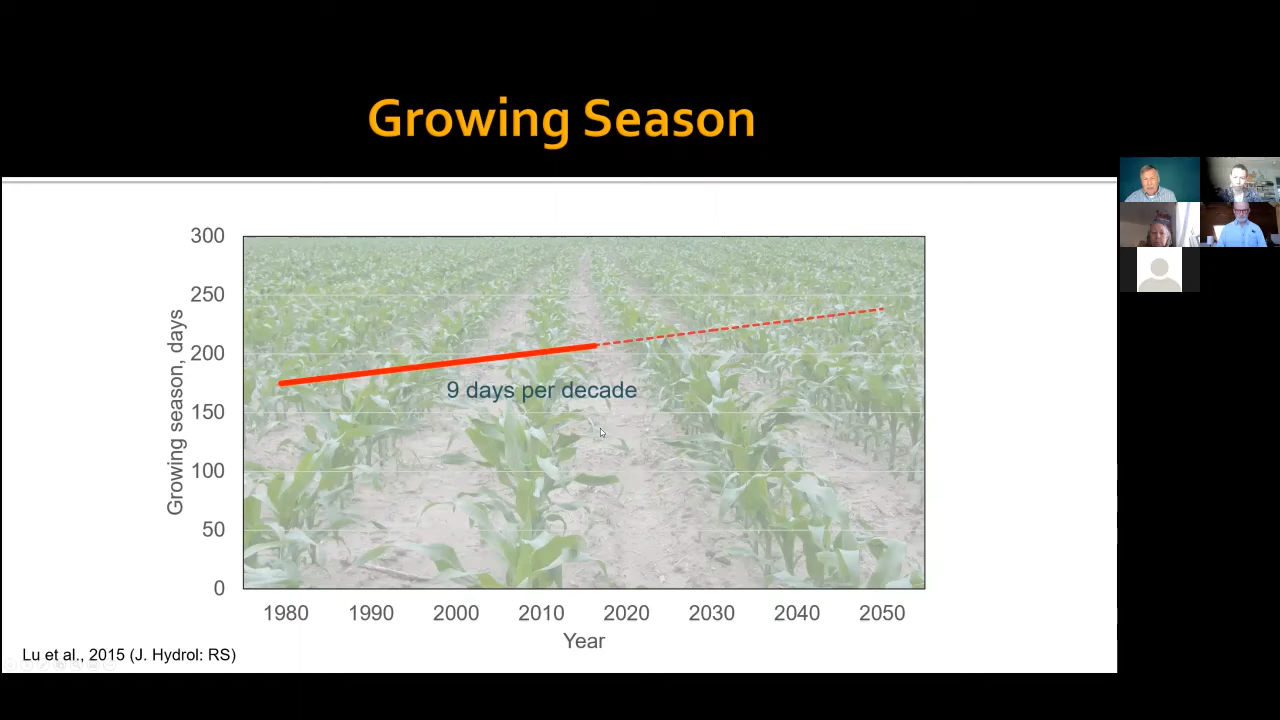 Growing Season
300
250
200
150
100
50
0
Growing season, days
9 days per decade
1980 1990 2000 2010 2020 2030 2040 2050
Year
Lu et al., 2015 (J. Hydrol: RS)